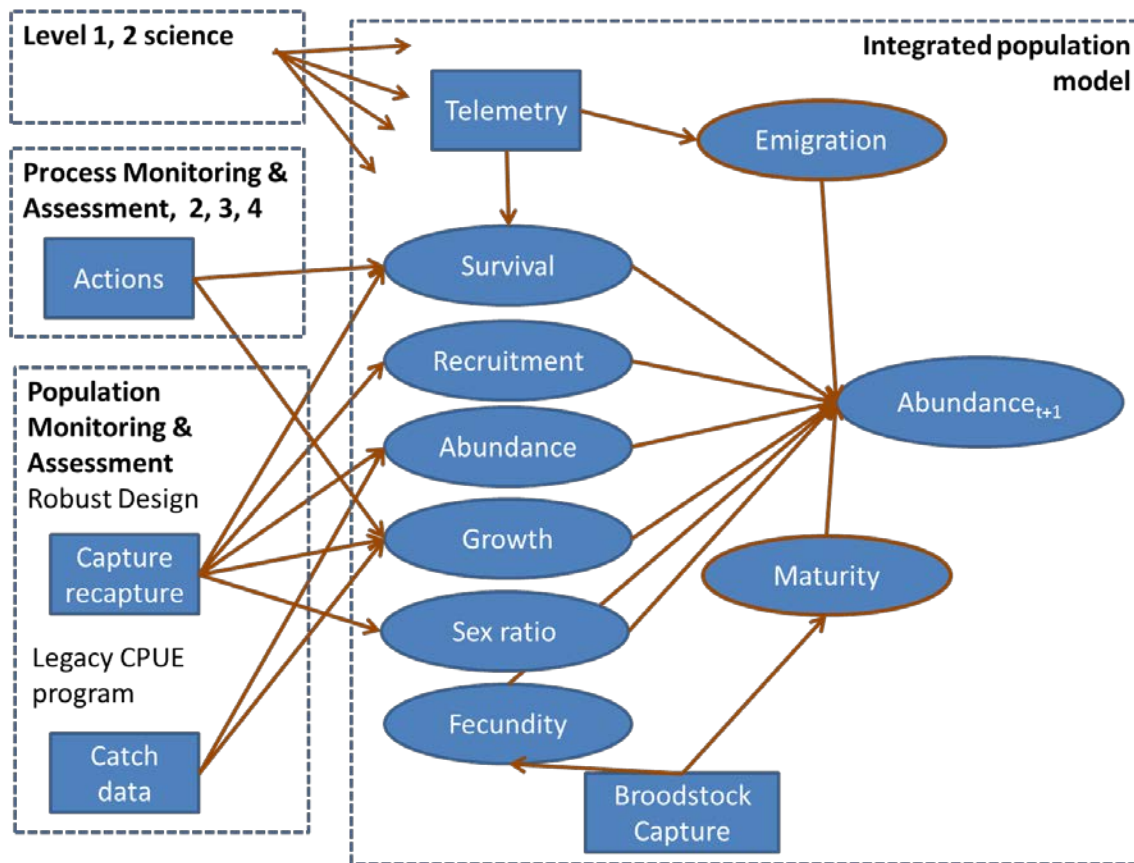 Level 1, 2 science
Process Monitoring &
Assessment,  2, 3, 4
Actions
Population
Monitoring &
Assessment
Robust Design
Capture
recapture
Legacy CPUE
program
Catch
data
Integrated population
model
Telemetry
Emigration
Survival
Recruitment
Abundance
Growth
Sex ratio
Fecundity
Broodstock
Capture
Maturity
Abundance t+1